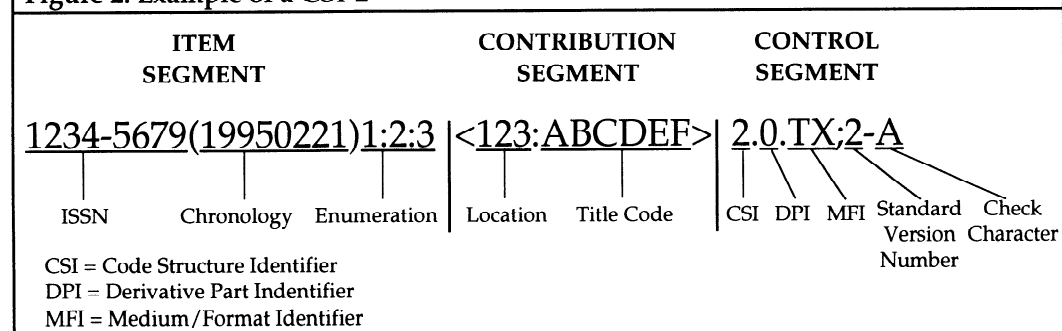 Figure 2. Example of a CSI-2
ITEM SEGMENT
CONTRIBUTION SEGMENT
CONTROL SEGMENT
1234-5679(19950221)1:2:3 <123:ABCDEF> 2.0.TX;2-A
ISSN Chronology Enumeration Location Title Code CSI DPI MFI Standard Version Number Check Character
CSI = Code Structure Identifier
DPI = Derivative Part Indentifier
MFI = Medium/Format Identifier